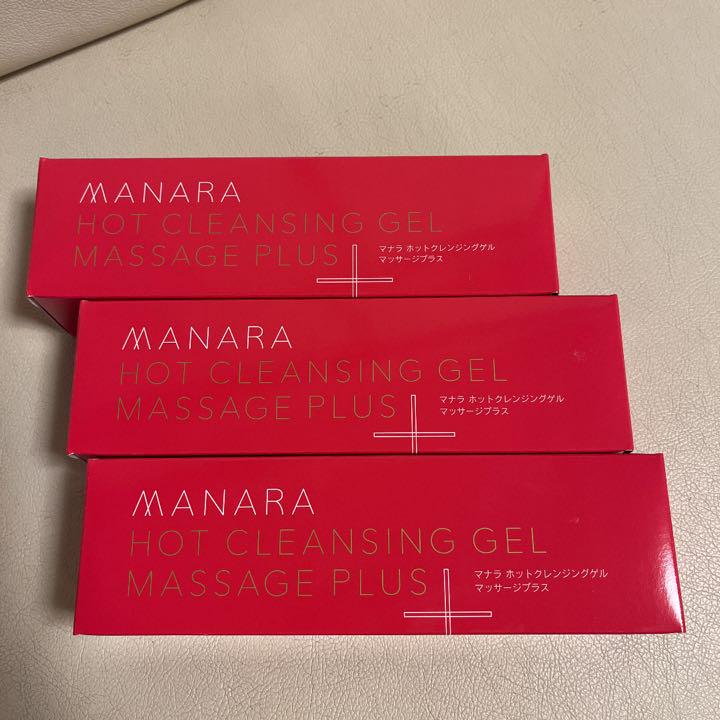 MANARA
HOT CLEANSING GEL
MASSAGE PLUS
マナラ ホットクレンジングゲル
マッサージプラス
MANARA
HOT CLEANSING GEL
MASSAGE PLUS
マナラ ホットクレンジングゲル
マッサージプラス
MANARA
HOT CLEANSING GEL
MASSAGE PLUS
マナラ ホットクレンジングゲル
マッサージプラス